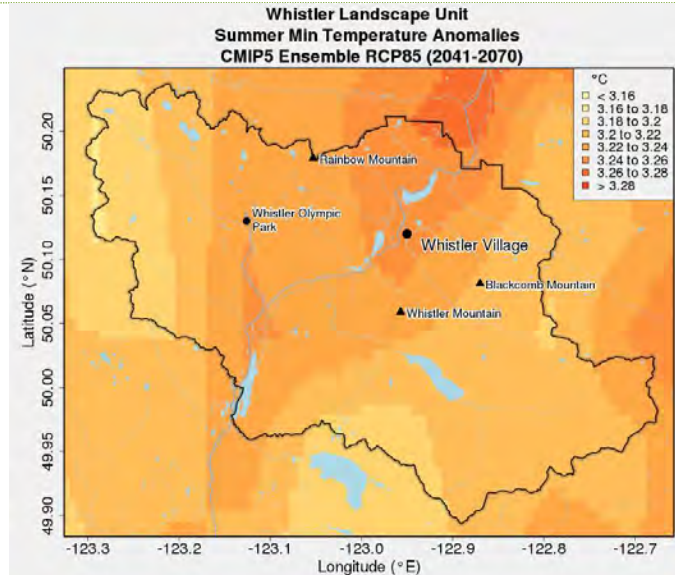 Whistler Landscape Unit
Summer Min Temperature Anomalies
CMIP5 Ensemble RCP85 (2041-2070)
°C
< 3.16
3.16 to 3.18
3.18 to 3.2
3.2 to 3.22
3.22 to 3.24
3.24 to 3.26
3.26 to 3.28
> 3.28
Rainbow Mountain
Whistler Olympic
Park
Whistler Village
Blackcomb Mountain
Whistler Mountain
Latitude (°N)
50.20
50.15
50.10
50.05
50.00
49.95
49.90
-123.3 -123.2 -123.1 -123.0 -122.9 -122.8 -122.7
Longitude (°E)